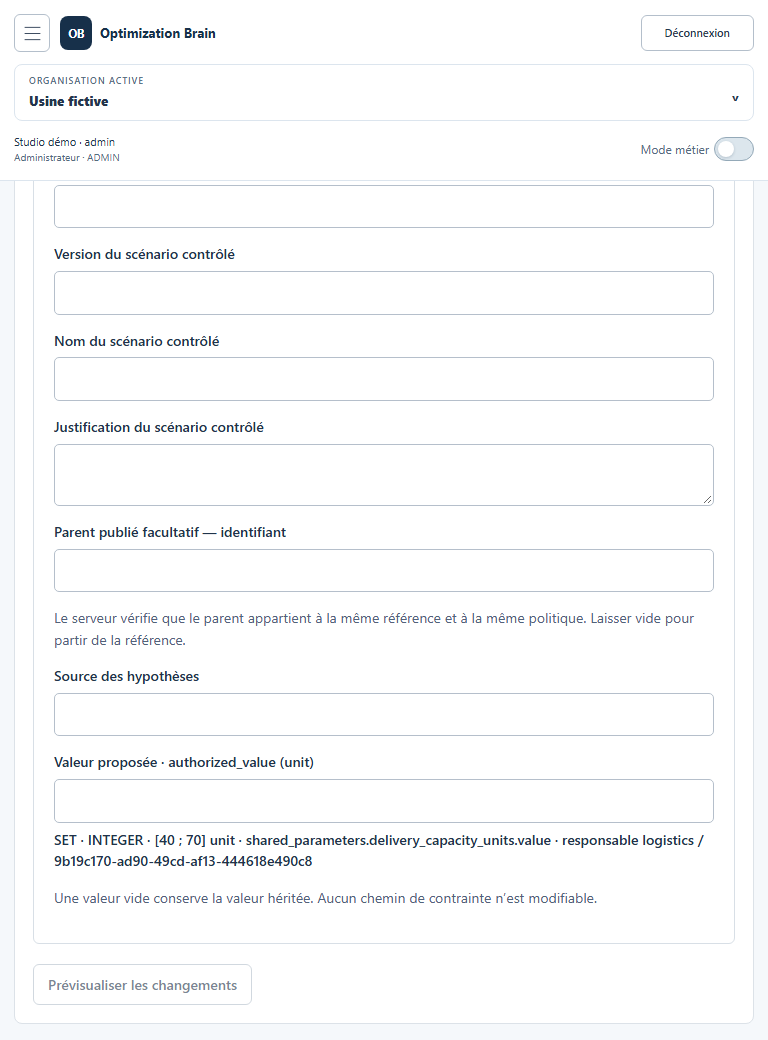 OB Optimization Brain
Déconnexion
ORGANISATION ACTIVE
Usine fictive
v
Studio démo · admin
Administrateur · ADMIN
Mode métier
Version du scénario contrôlé
Nom du scénario contrôlé
Justification du scénario contrôlé
Parent publié facultatif — identifiant
Le serveur vérifie que le parent appartient à la même référence et à la même politique. Laisser vide pour
partir de la référence.
Source des hypothèses
Valeur proposée · authorized_value (unit)
SET · INTEGER · [40 ; 70] unit · shared_parameters.delivery_capacity_units.value · responsable logistics /
9b19c170-ad90-49cd-af13-444618e490c8
Une valeur vide conserve la valeur héritée. Aucun chemin de contrainte n’est modifiable.
Prévisualiser les changements